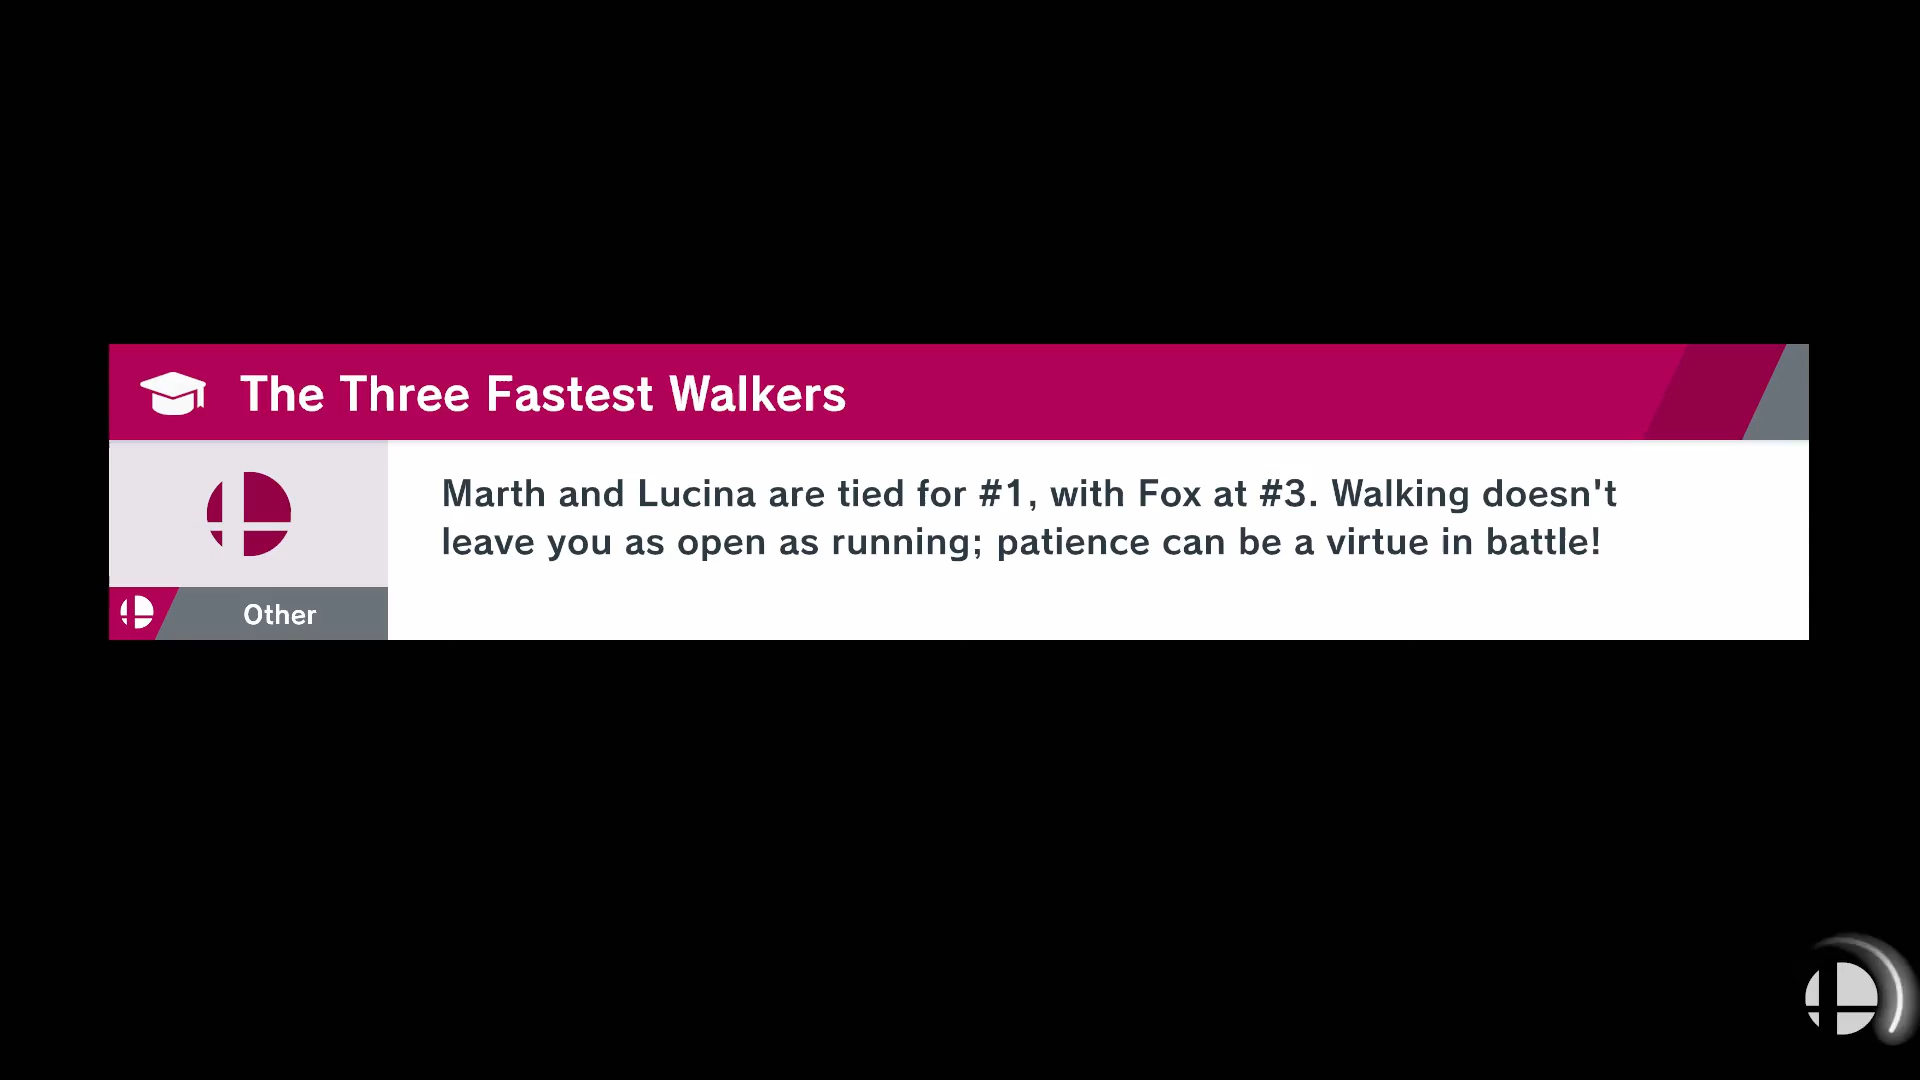 The Three Fastest Walkers
Marth and Lucina are tied for #1, with Fox at #3. Walking doesn't
leave you as open as running; patience can be a virtue in battle!
Other